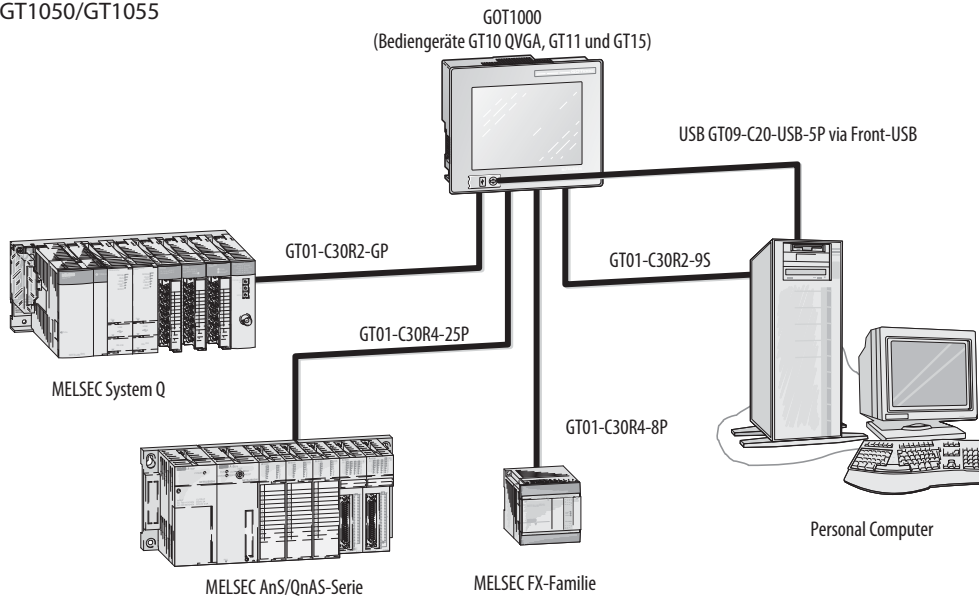 GT1050/GT1055
GOT1000
(Bediengeräte GT10 QVGA, GT11 und GT15)
USB GT09-C20-USB-5P via Front-USB
GT01-C30R2-GP
GT01-C30R2-9S
GT01-C30R4-25P
MELSEC System Q
GT01-C30R4-8P
Personal Computer
MELSEC AnS/QnAS-Serie
MELSEC FX-Familie